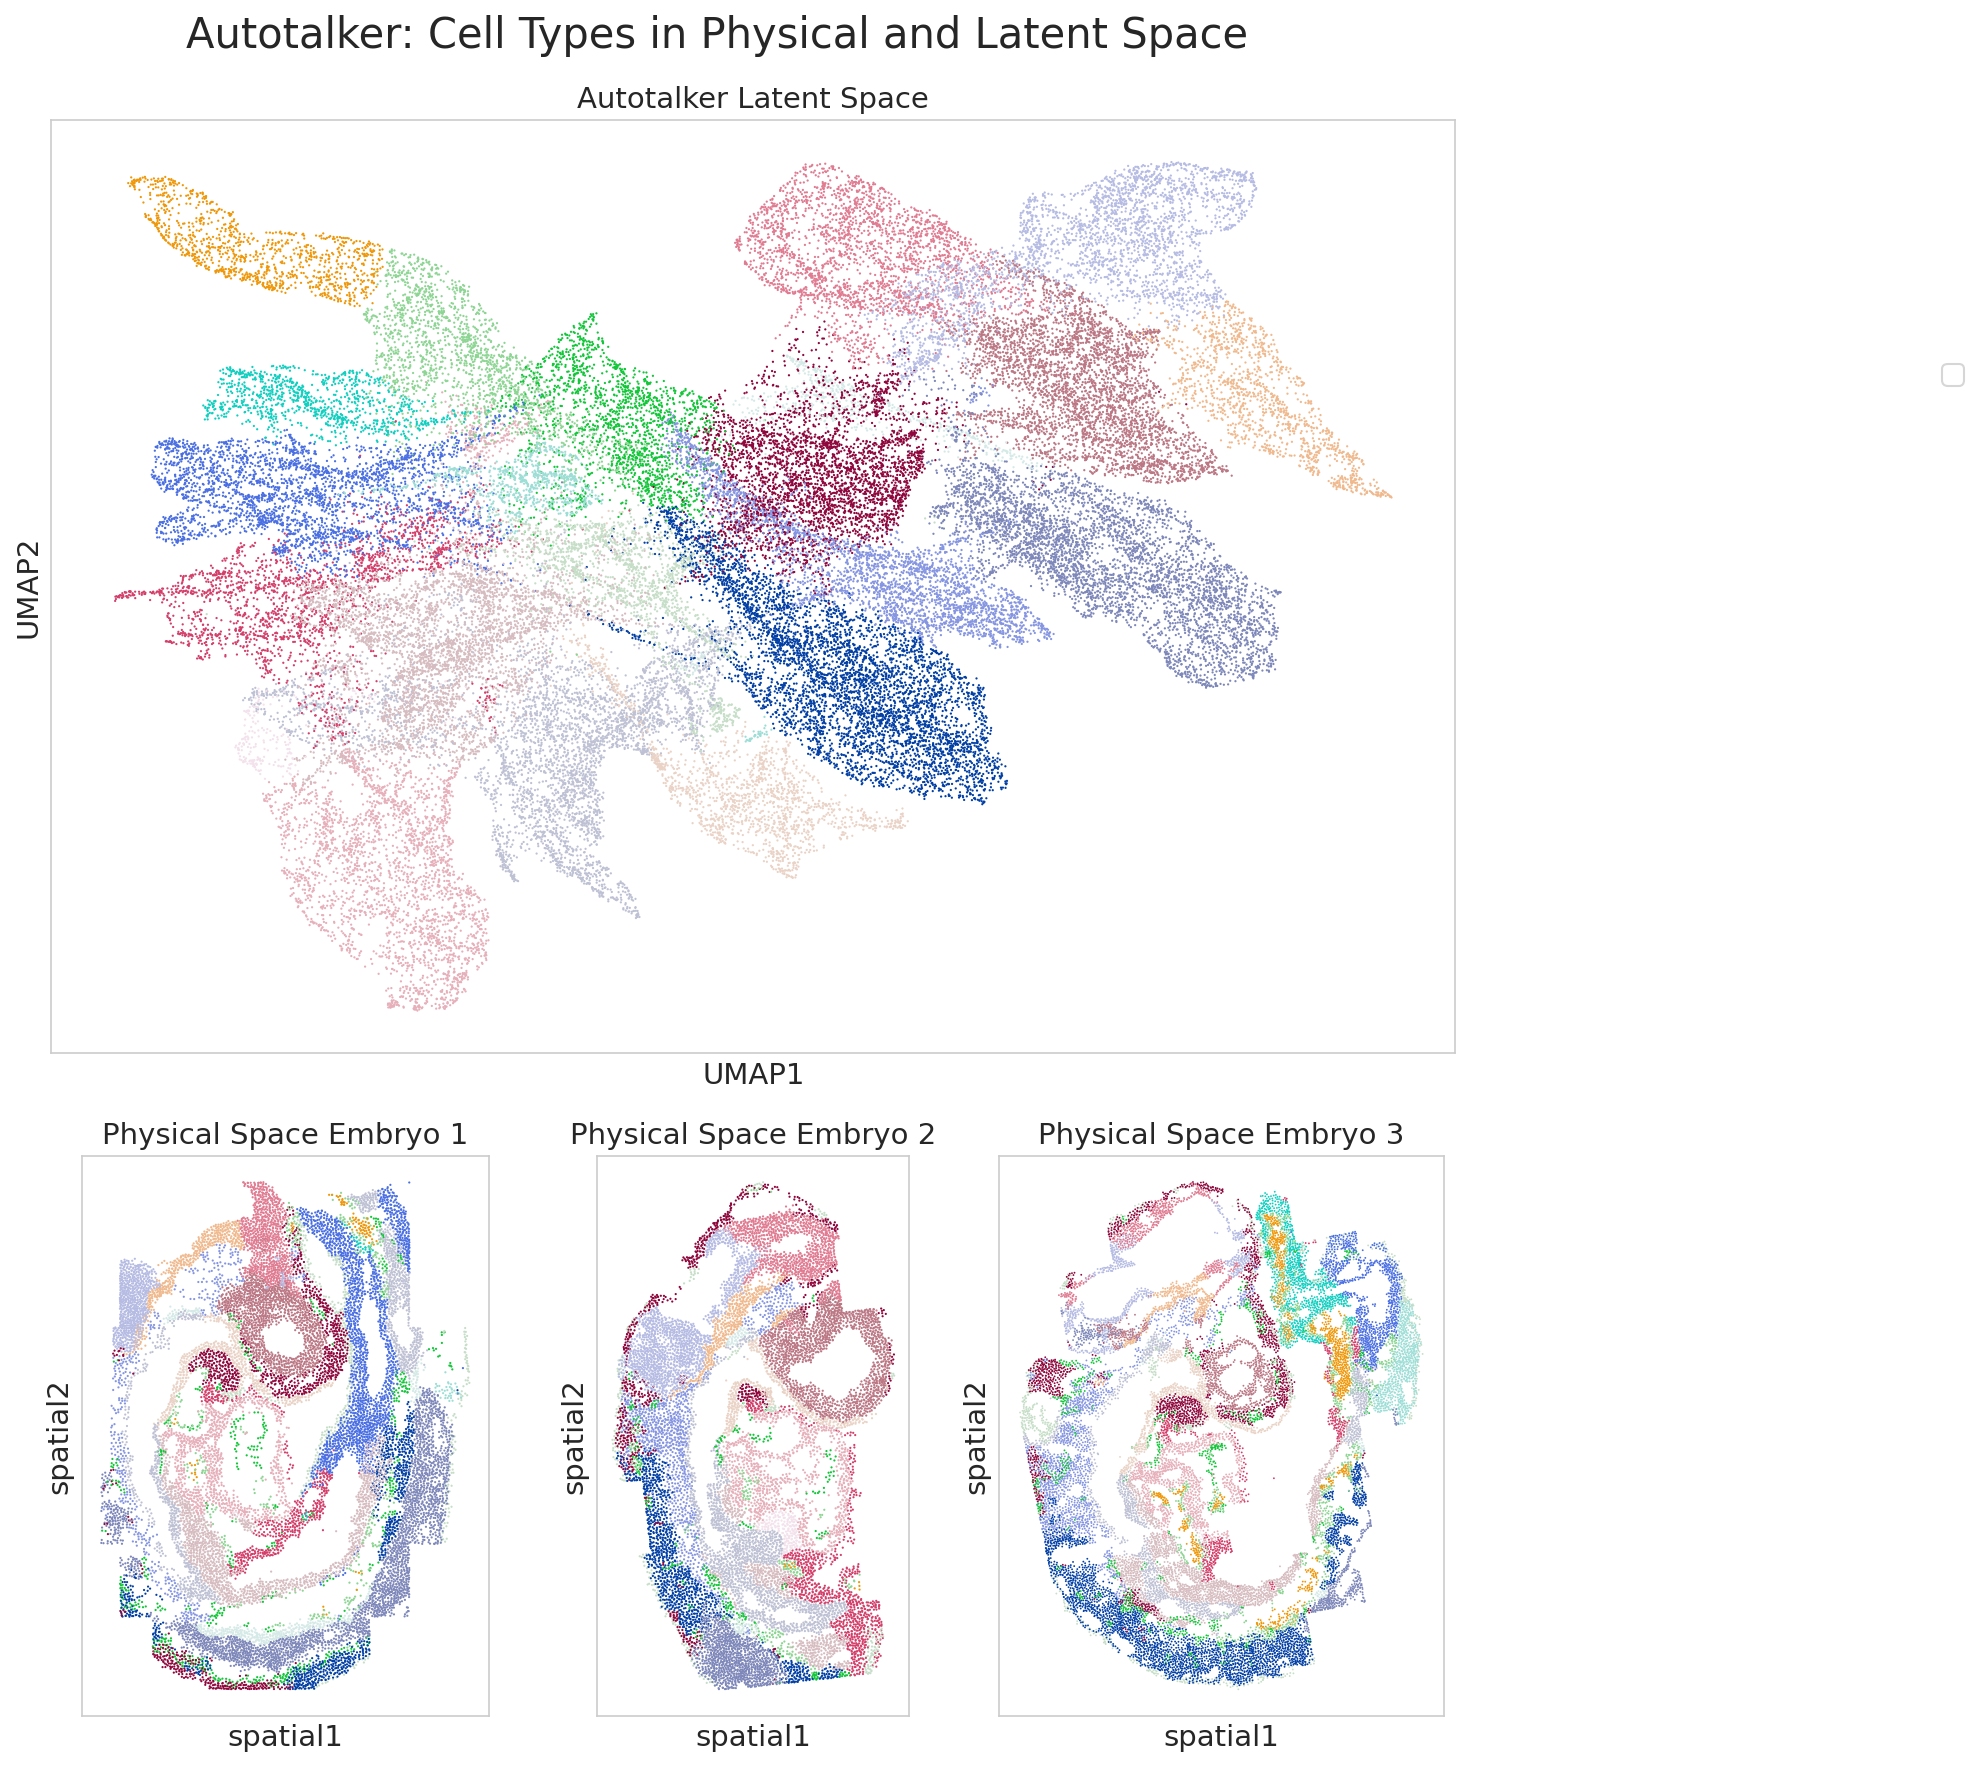 Autotalker: Cell Types in Physical and Latent Space
Autotalker Latent Space
UMAP2
UMAP1
Physical Space Embryo 1
Physical Space Embryo 2
Physical Space Embryo 3
spatial2
spatial2
spatial2
spatial1
spatial1
spatial1